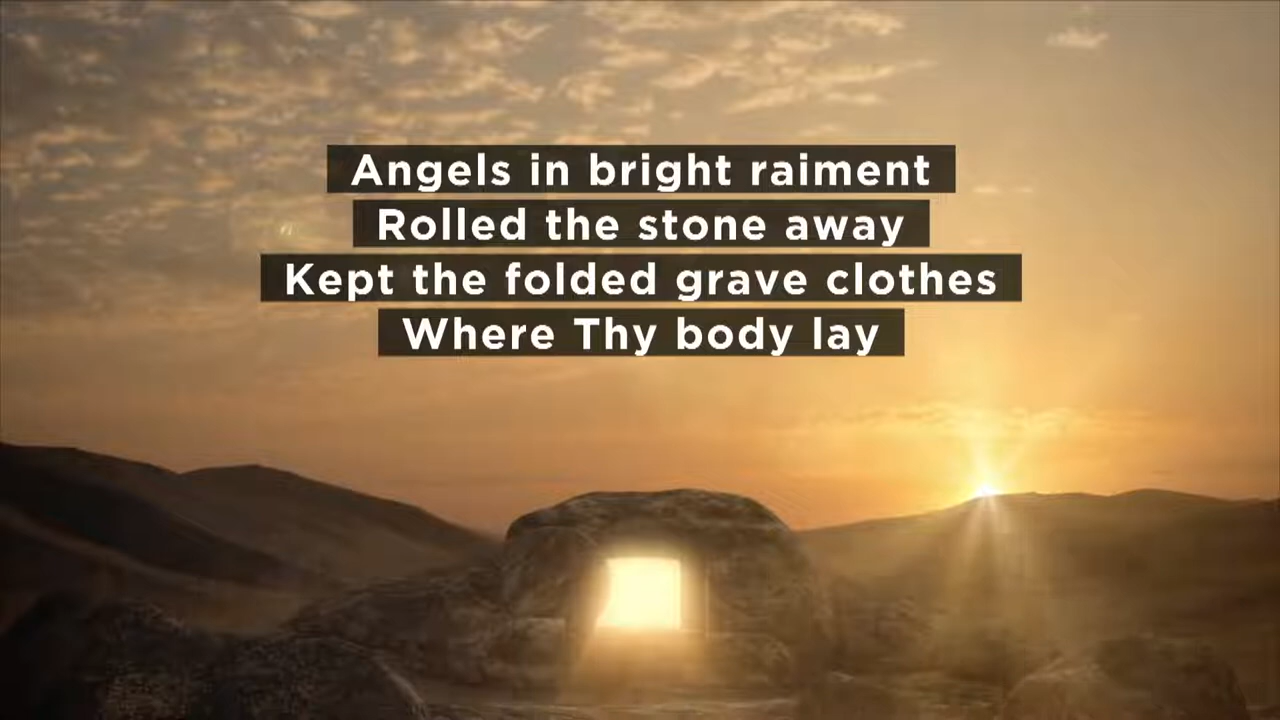 Angels in bright raiment
Rolled the stone away
Kept the folded grave clothes
Where Thy body lay